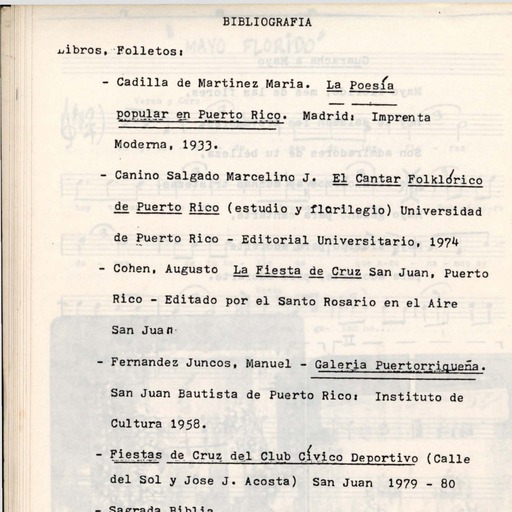 BIBLIOGRAFIA
Libros, Folletos:
- Cadilla de Martinez Maria. La Poesía
popular en Puerto Rico. Madrid: Imprenta
Moderna, 1933.
- Canino Salgado Marcelino J. El Cantar Folklórico
de Puerto Rico (estudio y florilegio) Universidad
de Puerto Rico - Editorial Universitario, 1974
- Cohen, Augusto La Fiesta de Cruz San Juan, Puerto
Rico - Editado por el Santo Rosario en el Aire
San Juan
- Fernandez Juncos, Manuel - Galeria Puertorriqueña.
San Juan Bautista de Puerto Rico: Instituto de
Cultura 1958.
- Fiestas de Cruz del Club Cívico Deportivo (Calle
del Sol y Jose J. Acosta) San Juan 1979 - 80
- Sagrada Biblia